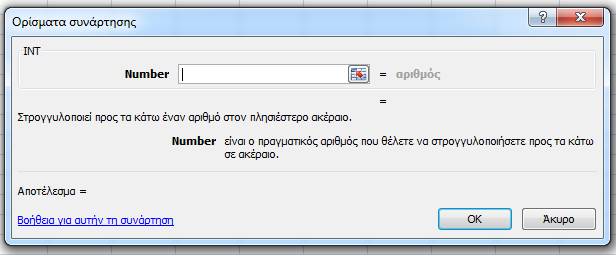 Ορίσματα συνάρτησης
INT
Number = αριθμός
=
Στρογγυλοποιεί προς τα κάτω έναν αριθμό στον πλησιέστερο ακέραιο.
Number είναι ο πραγματικός αριθμός που θέλετε να στρογγυλοποιήσετε προς τα κάτω
σε ακέραιο.
Αποτέλεσμα =
Βοήθεια για αυτήν τη συνάρτηση OK Άκυρο